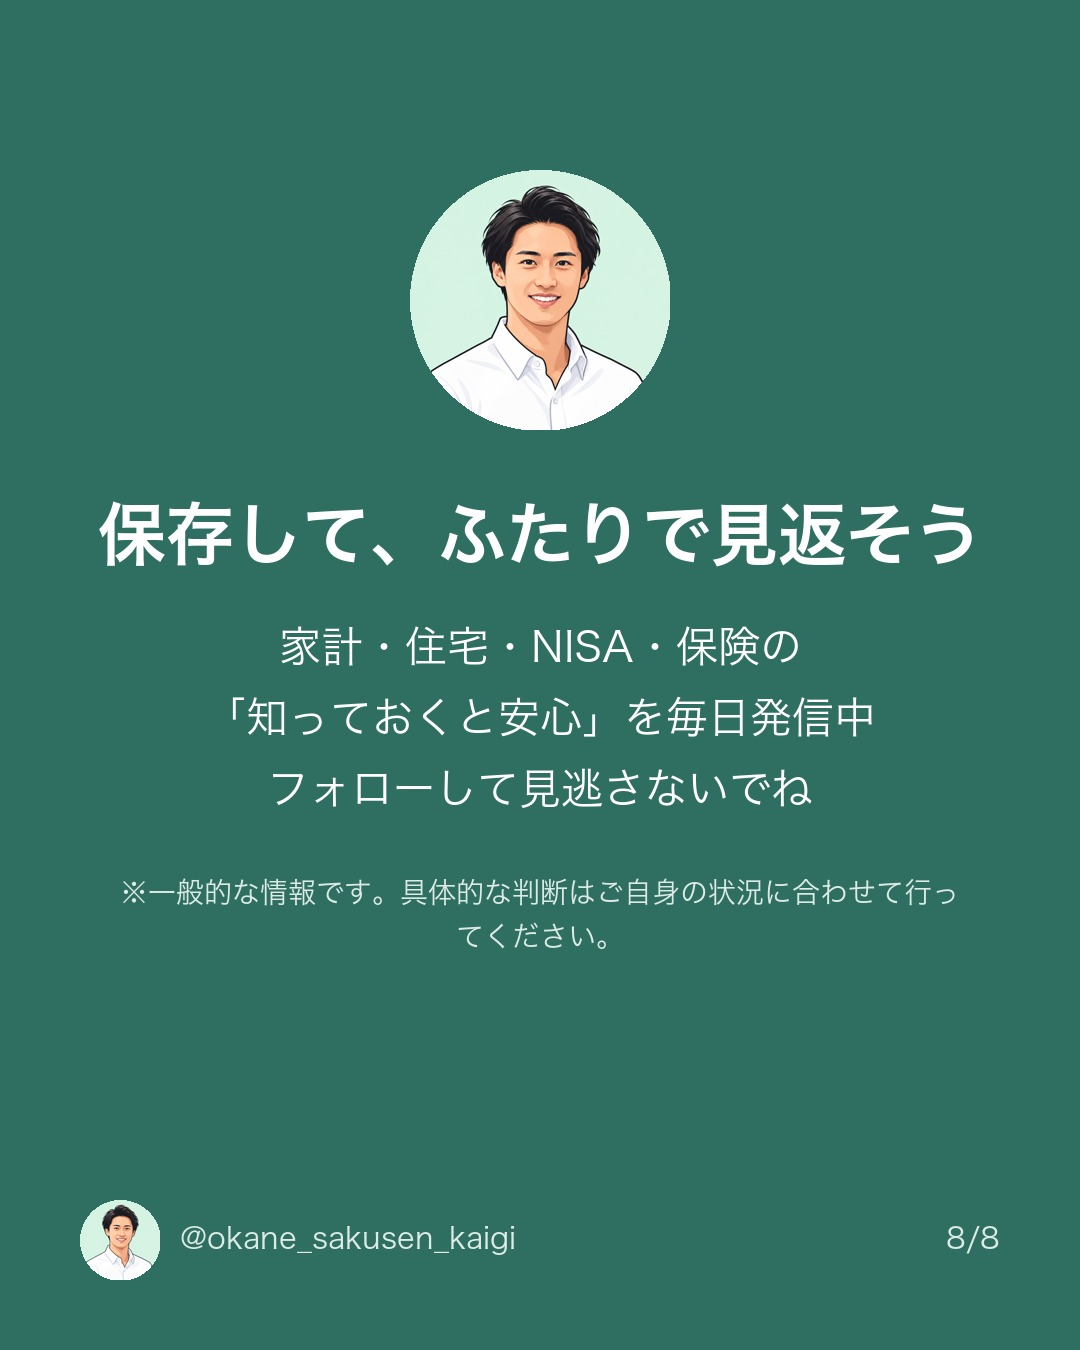 保存して、ふたりで見返そう
家計・住宅・NISA・保険の
「知っておくと安心」を毎日発信中
フォローして見逃さないでね
※一般的な情報です。具体的な判断はご自身の状況に合わせて行っ
てください。
@okane_sakusen_kaigi
8/8